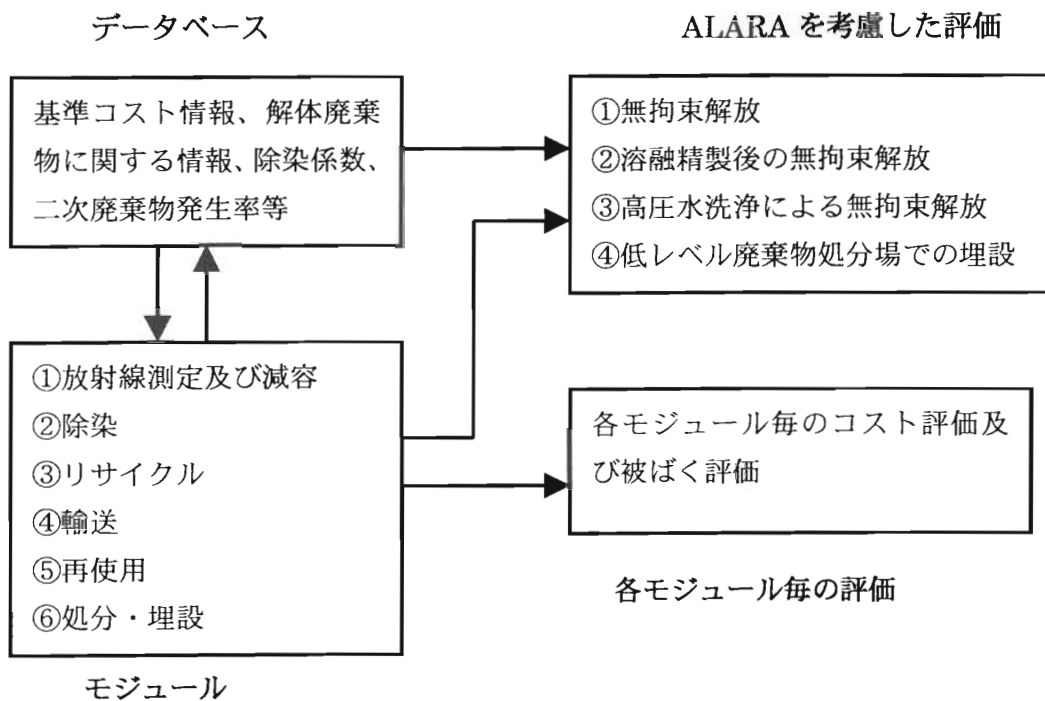 データベース
基準コスト情報、解体廃棄
物に関する情報、除染係数、
二次廃棄物発生率等
①放射線測定及び減容
②除染
③リサイクル
④輸送
⑤再使用
⑥処分・埋設
モジュール
ALARA を考慮した評価
①無拘束解放
②溶融精製後の無拘束解放
③高圧水洗浄による無拘束解放
④低レベル廃棄物処分場での埋設
各モジュール毎のコスト評価及
び被ばく評価
各モジュール毎の評価